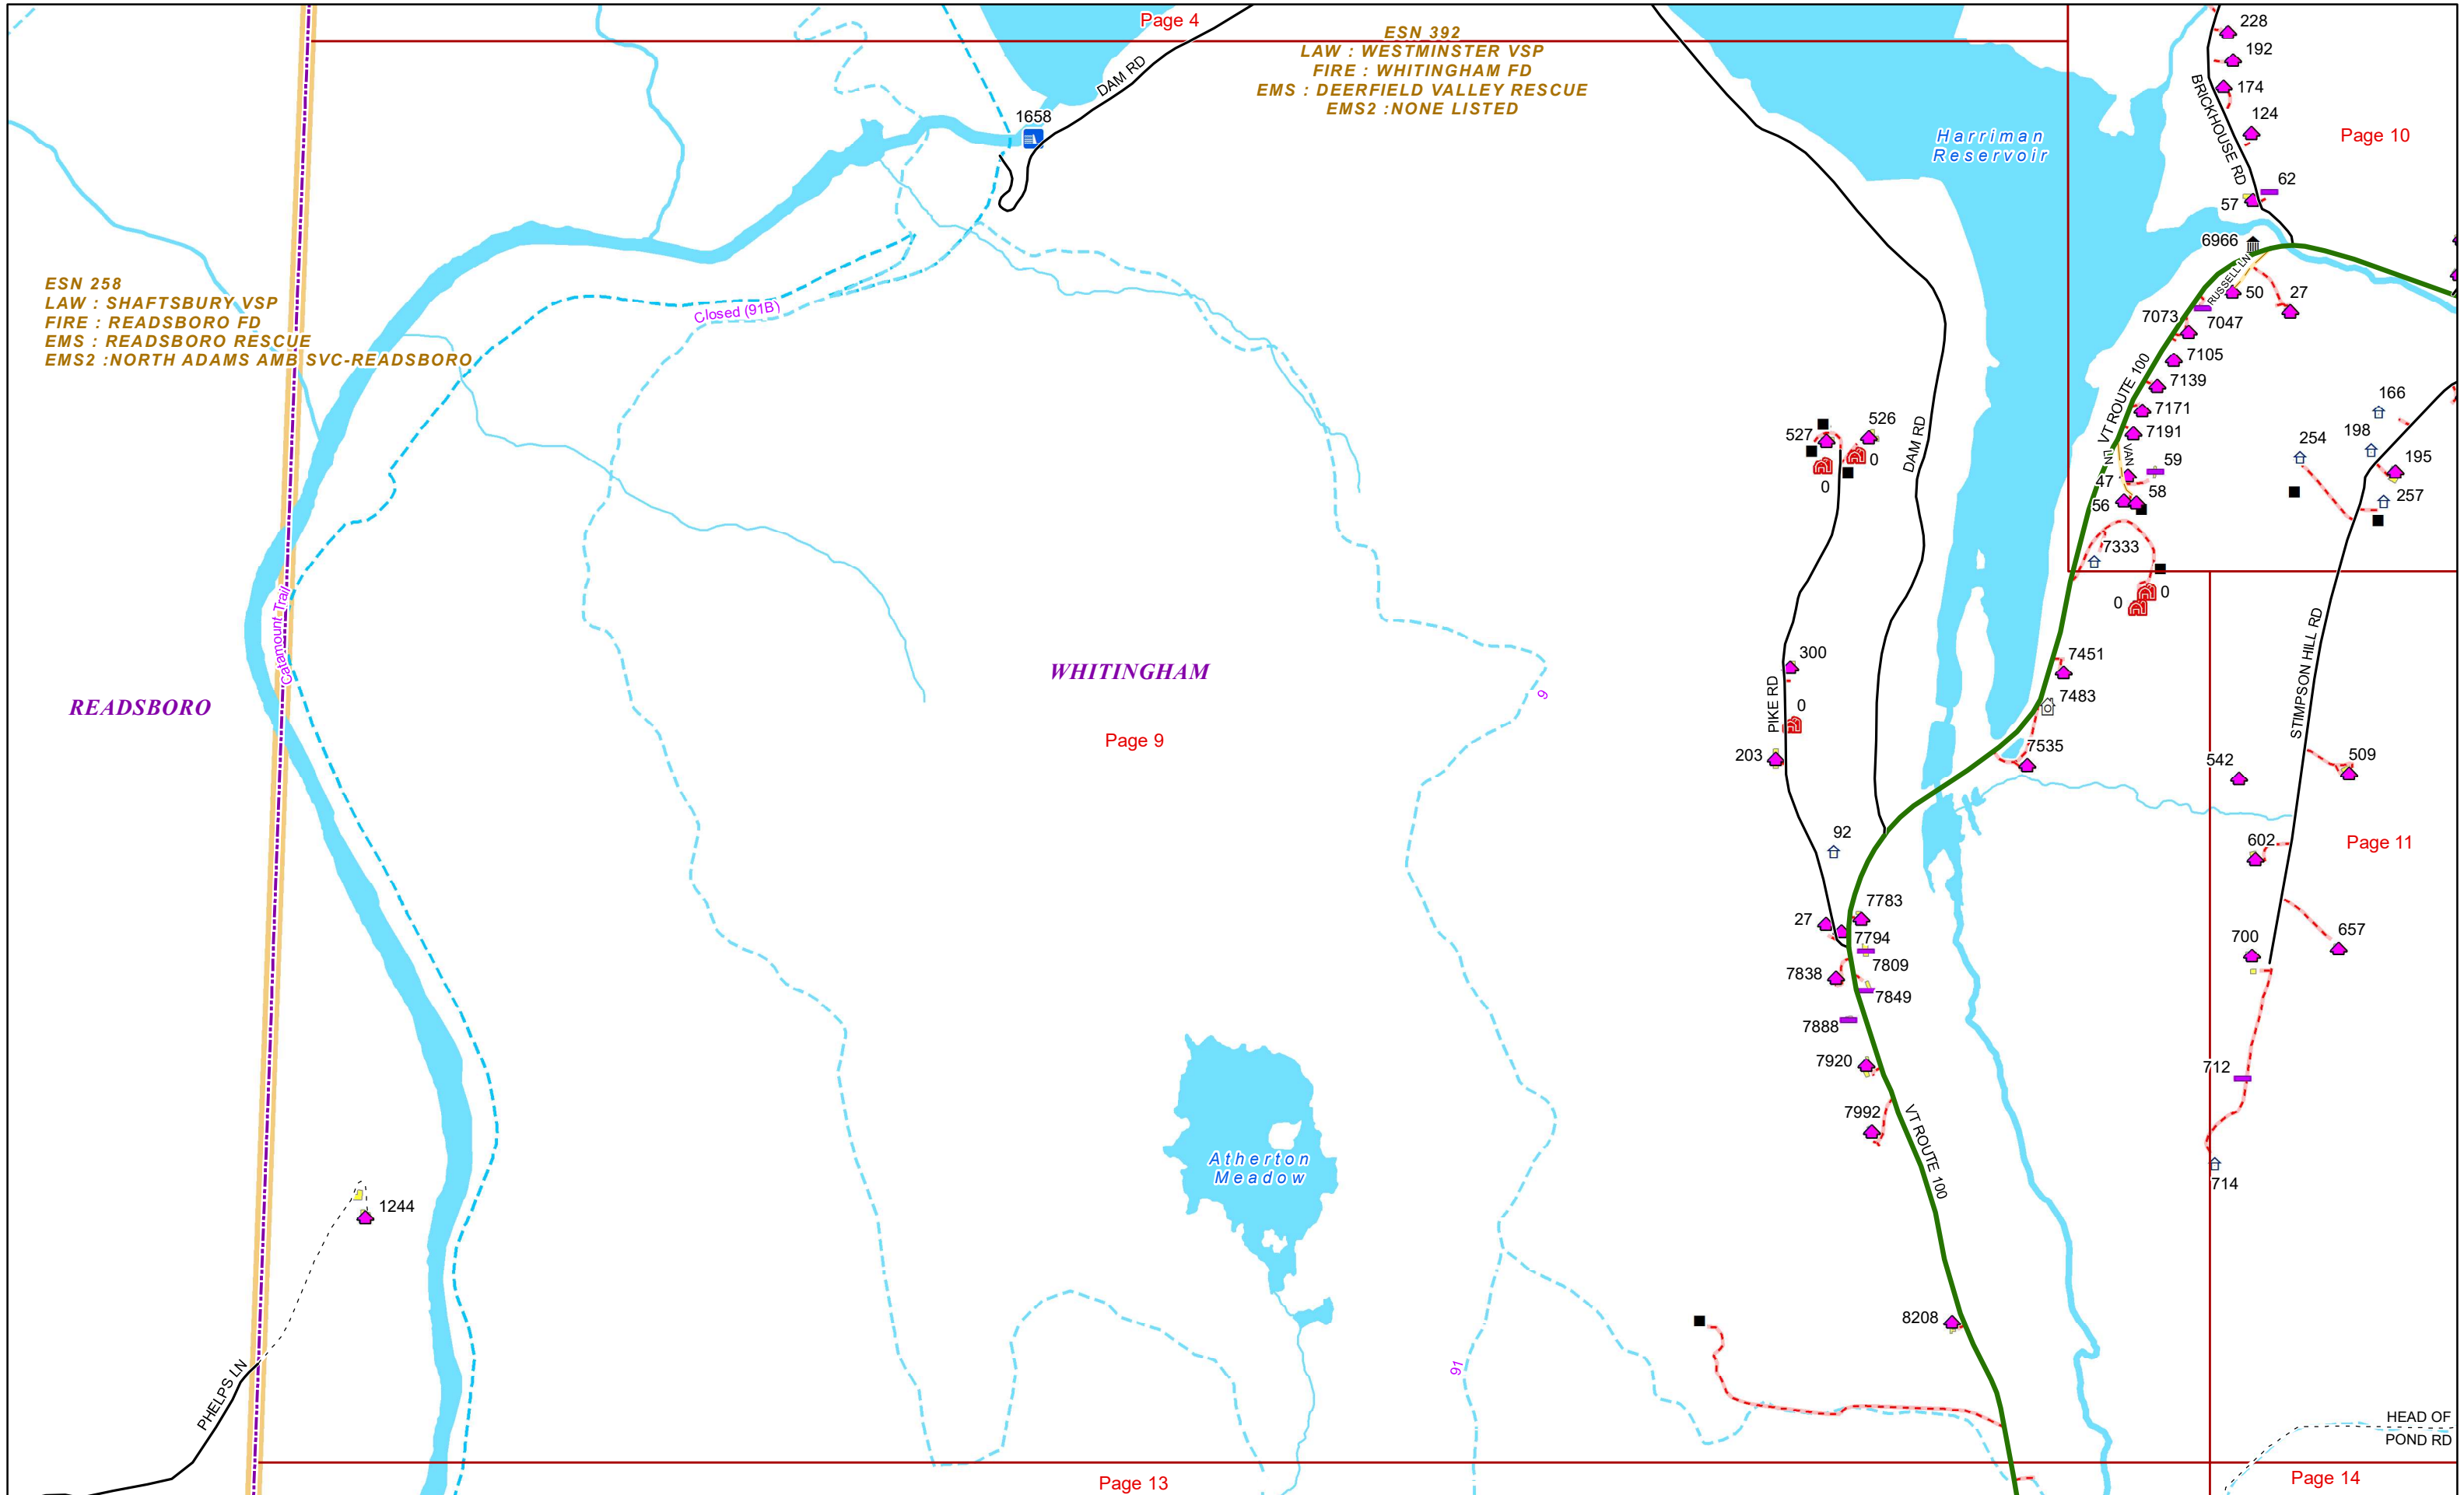 Page 4
ESN 392
LAW : WESTMINSTER VSP
FIRE : WHITINGHAM FD
EMS : DEERFIELD VALLEY RESCUE
EMS2 :NONE LISTED
DAM RD
1658
Harriman
Reservoir
228
192
174
124
BRICKHOUSE RD
Page 10
62
57
6966
RUSSELL LN
50
27
7073
7047
7105
7139
VT ROUTE 100
7171
7191
VAN
LN
59
47
58
56
7333
0
0
166
198
254
195
257
ESN 258
LAW : SHAFTSBURY VSP
FIRE : READSBORO FD
EMS : READSBORO RESCUE
EMS2 :NORTH ADAMS AMB SVC-READSBORO
Closed (91B)
527
526
0
0
DAM RD
Catamount Trail
READSBORO
WHITINGHAM
Page 9
9
300
PIKE RD
0
203
92
7451
7483
7535
STIMPSON HILL RD
542
509
602
Page 11
657
700
712
714
27
7783
7794
7809
7838
7849
7888
7920
7992
VT ROUTE 100
Atherton
Meadow
1244
8208
91
PHELPS LN
HEAD OF
POND RD
Page 13
Page 14